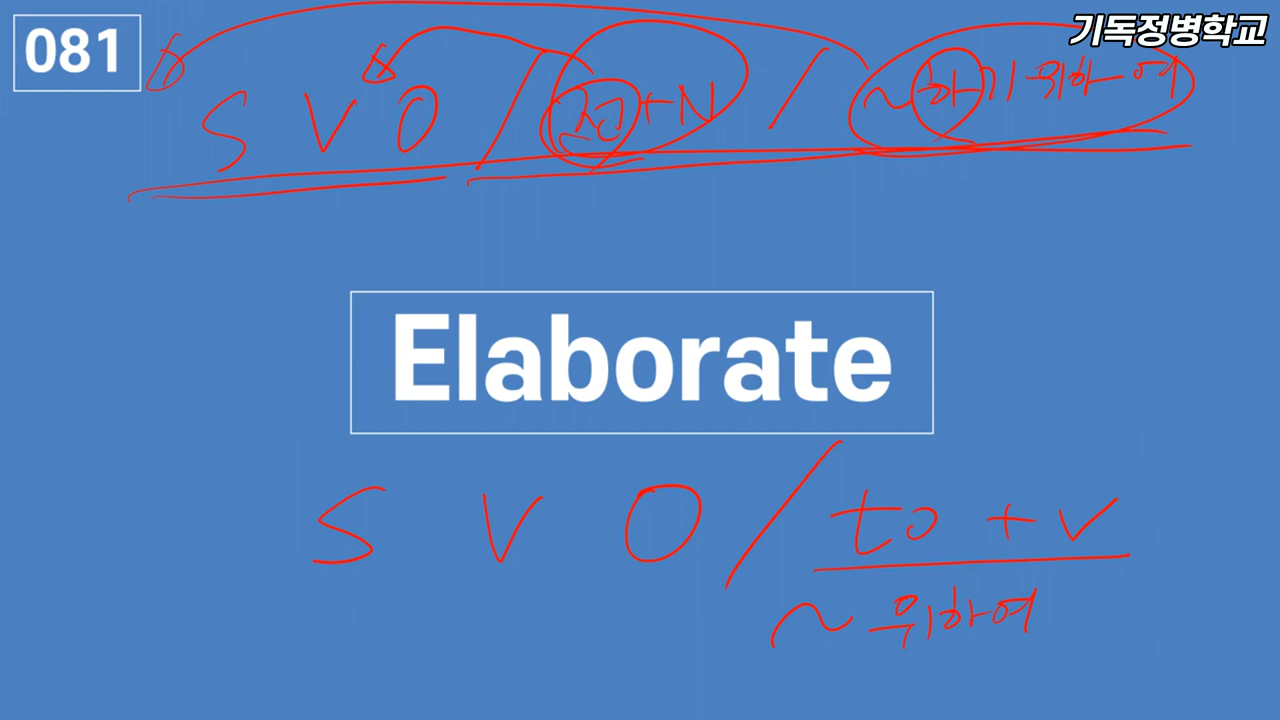 081
기독정병학교
S V O / 전+N / ~하기 위하여
Elaborate
S V O / to + V
~ 위하여